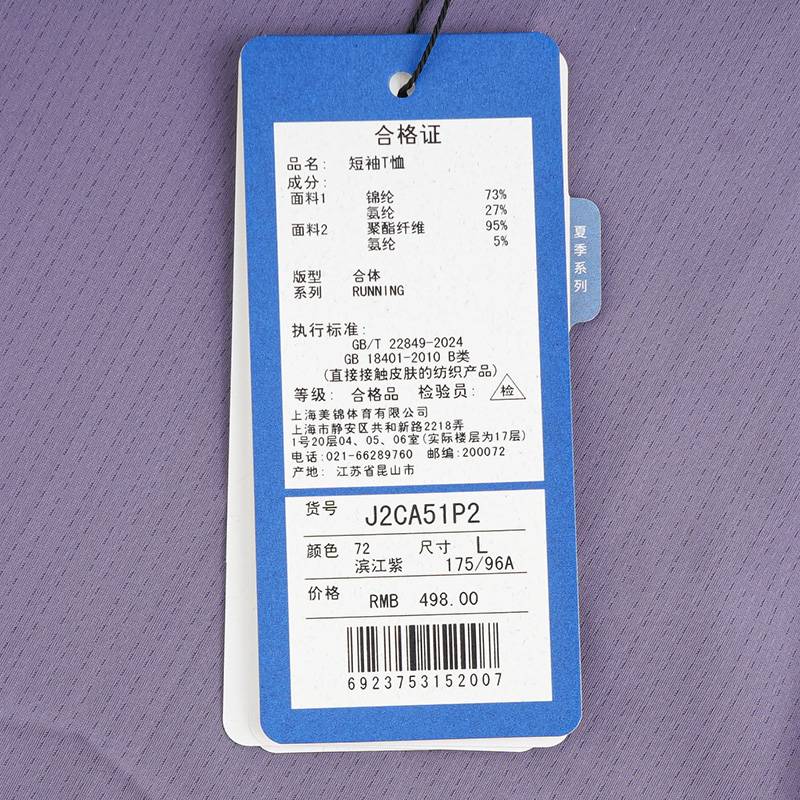 合格证
品名: 短袖T恤
成分:
面料1 锦纶 73%
氨纶 27%
面料2 聚酯纤维 95%
氨纶 5%
版型 合体
系列 RUNNING
执行标准:
GB/T 22849-2024
GB 18401-2010 B类
(直接接触皮肤的纺织产品)
等级: 合格品 检验员: 检
上海美锦体育有限公司
上海市静安区共和新路2218弄
1号20层04、05、06室(实际楼层为17层)
电话:021-66289760 邮编:200072
产地: 江苏省昆山市
夏季系列
货号 J2CA51P2
颜色 72 尺寸 L
滨江紫 175/96A
价格 RMB 498.00
6923753152007